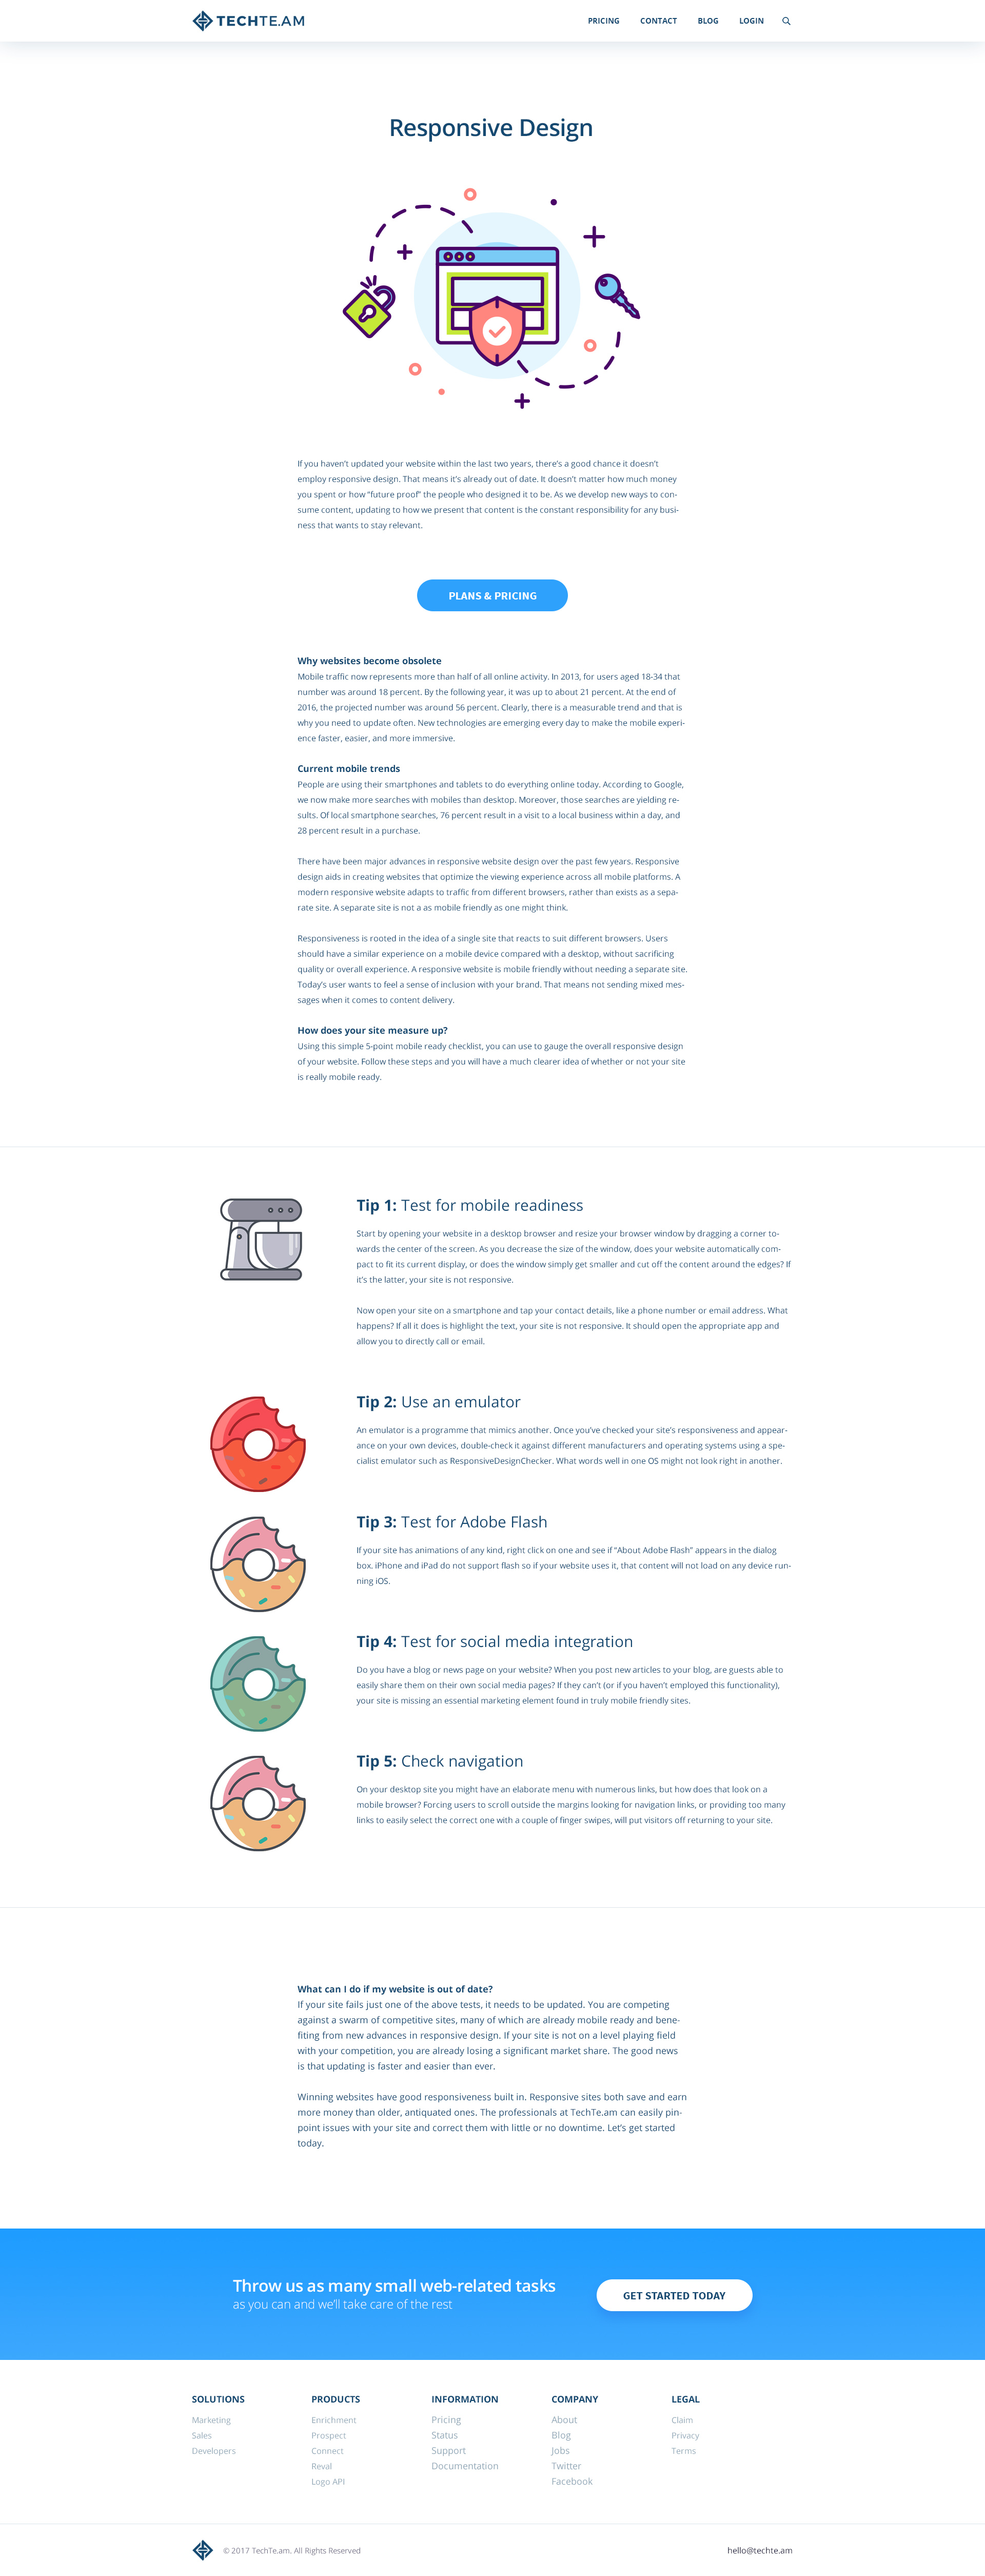 TECHTE.AM
PRICING CONTACT BLOG LOGIN
Responsive Design
If you haven’t updated your website within the last two years, there’s a good chance it doesn’t
employ responsive design. That means it’s already out of date. It doesn’t matter how much money
you spent or how “future proof” the people who designed it to be. As we develop new ways to con-
sume content, updating to how we present that content is the constant responsibility for any busi-
ness that wants to stay relevant.
PLANS & PRICING
Why websites become obsolete
Mobile traffic now represents more than half of all online activity. In 2013, for users aged 18-34 that
number was around 18 percent. By the following year, it was up to about 21 percent. At the end of
2016, the projected number was around 56 percent. Clearly, there is a measurable trend and that is
why you need to update often. New technologies are emerging every day to make the mobile experi-
ence faster, easier, and more immersive.
Current mobile trends
People are using their smartphones and tablets to do everything online today. According to Google,
we now make more searches with mobiles than desktop. Moreover, those searches are yielding re-
sults. Of local smartphone searches, 76 percent result in a visit to a local business within a day, and
28 percent result in a purchase.
There have been major advances in responsive website design over the past few years. Responsive
design aids in creating websites that optimize the viewing experience across all mobile platforms. A
modern responsive website adapts to traffic from different browsers, rather than exists as a sepa-
rate site. A separate site is not a as mobile friendly as one might think.
Responsiveness is rooted in the idea of a single site that reacts to suit different browsers. Users
should have a similar experience on a mobile device compared with a desktop, without sacrificing
quality or overall experience. A responsive website is mobile friendly without needing a separate site.
Today’s user wants to feel a sense of inclusion with your brand. That means not sending mixed mes-
sages when it comes to content delivery.
How does your site measure up?
Using this simple 5-point mobile ready checklist, you can use to gauge the overall responsive design
of your website. Follow these steps and you will have a much clearer idea of whether or not your site
is really mobile ready.
Tip 1: Test for mobile readiness
Start by opening your website in a desktop browser and resize your browser window by dragging a corner to-
wards the center of the screen. As you decrease the size of the window, does your website automatically com-
pact to fit its current display, or does the window simply get smaller and cut off the content around the edges? If
it’s the latter, your site is not responsive.
Now open your site on a smartphone and tap your contact details, like a phone number or email address. What
happens? If all it does is highlight the text, your site is not responsive. It should open the appropriate app and
allow you to directly call or email.
Tip 2: Use an emulator
An emulator is a programme that mimics another. Once you’ve checked your site’s responsiveness and appear-
ance on your own devices, double-check it against different manufacturers and operating systems using a spe-
cialist emulator such as ResponsiveDesignChecker. What words well in one OS might not look right in another.
Tip 3: Test for Adobe Flash
If your site has animations of any kind, right click on one and see if “About Adobe Flash” appears in the dialog
box. iPhone and iPad do not support flash so if your website uses it, that content will not load on any device run-
ning iOS.
Tip 4: Test for social media integration
Do you have a blog or news page on your website? When you post new articles to your blog, are guests able to
easily share them on their own social media pages? If they can’t (or if you haven’t employed this functionality),
your site is missing an essential marketing element found in truly mobile friendly sites.
Tip 5: Check navigation
On your desktop site you might have an elaborate menu with numerous links, but how does that look on a
mobile browser? Forcing users to scroll outside the margins looking for navigation links, or providing too many
links to easily select the correct one with a couple of finger swipes, will put visitors off returning to your site.
What can I do if my website is out of date?
If your site fails just one of the above tests, it needs to be updated. You are competing
against a swarm of competitive sites, many of which are already mobile ready and bene-
fiting from new advances in responsive design. If your site is not on a level playing field
with your competition, you are already losing a significant market share. The good news
is that updating is faster and easier than ever.
Winning websites have good responsiveness built in. Responsive sites both save and earn
more money than older, antiquated ones. The professionals at TechTe.am can easily pin-
point issues with your site and correct them with little or no downtime. Let’s get started
today.
Throw us as many small web-related tasks
as you can and we’ll take care of the rest
GET STARTED TODAY
SOLUTIONS
Marketing
Sales
Developers
PRODUCTS
Enrichment
Prospect
Connect
Reval
Logo API
INFORMATION
Pricing
Status
Support
Documentation
COMPANY
About
Blog
Jobs
Twitter
Facebook
LEGAL
Claim
Privacy
Terms
© 2017 TechTe.am. All Rights Reserved
hello@techte.am